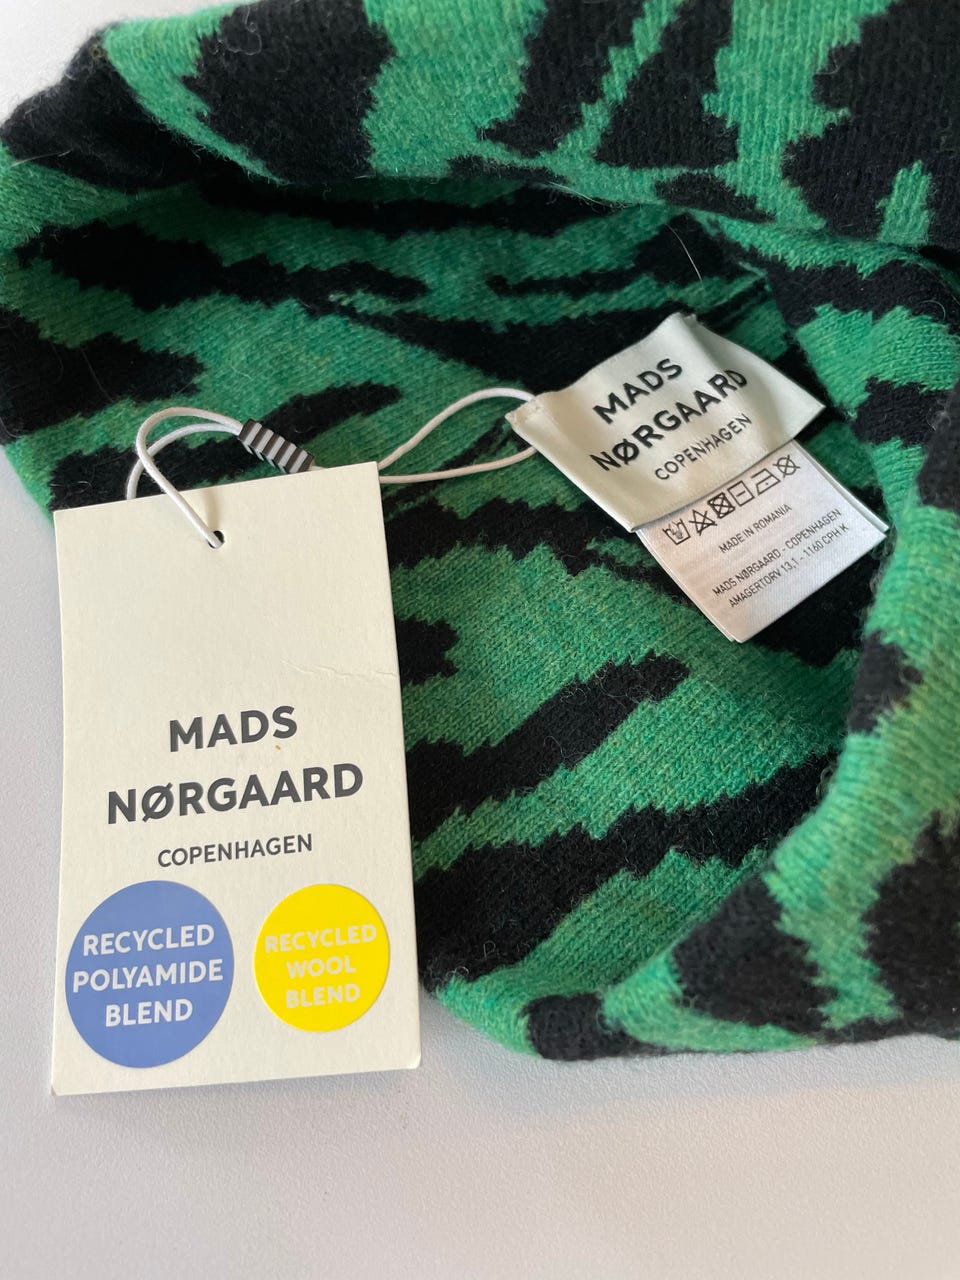 MADS
NØRGAARD
COPENHAGEN
MADE IN ROMANIA
MADS NØRGAARD - COPENHAGEN
AMAGERTORV 13,1 - 1160 CPH K
MADS
NØRGAARD
COPENHAGEN
RECYCLED
POLYAMIDE
BLEND
RECYCLED
WOOL
BLEND